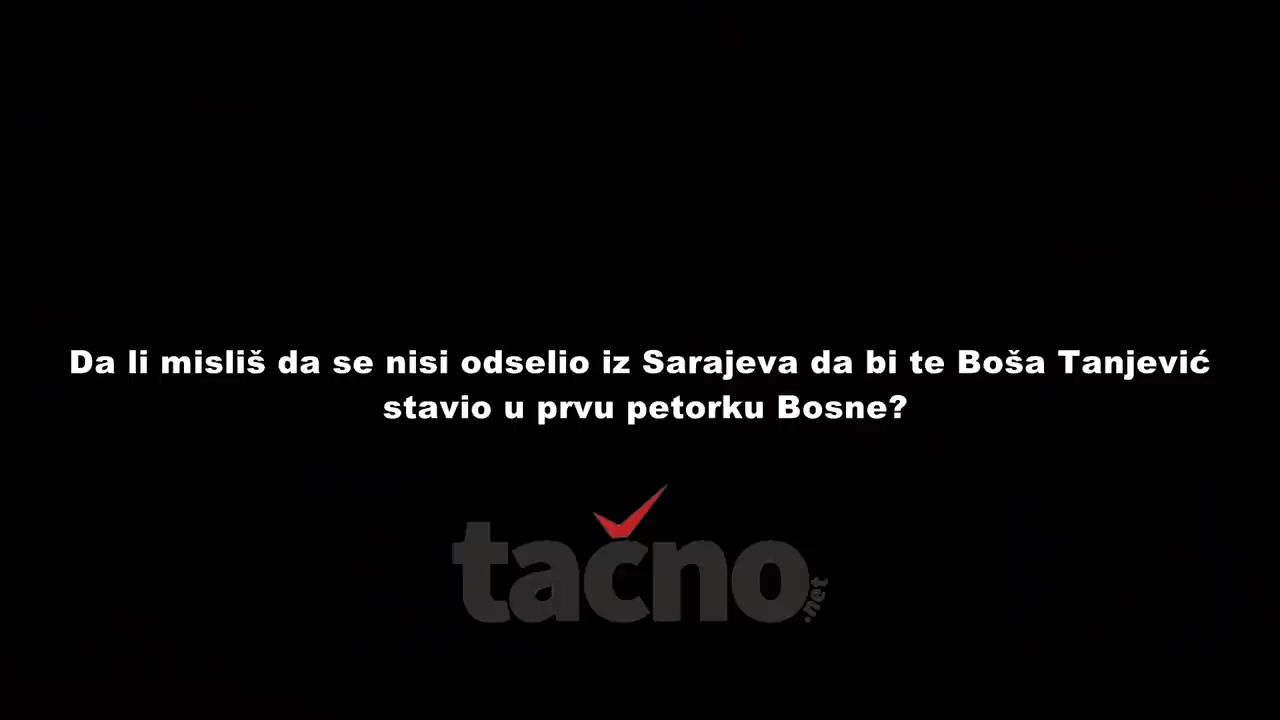 Da li misliš da se nisi odselio iz Sarajeva da bi te Boša Tanjević
stavio u prvu petorku Bosne?
tačno
.net